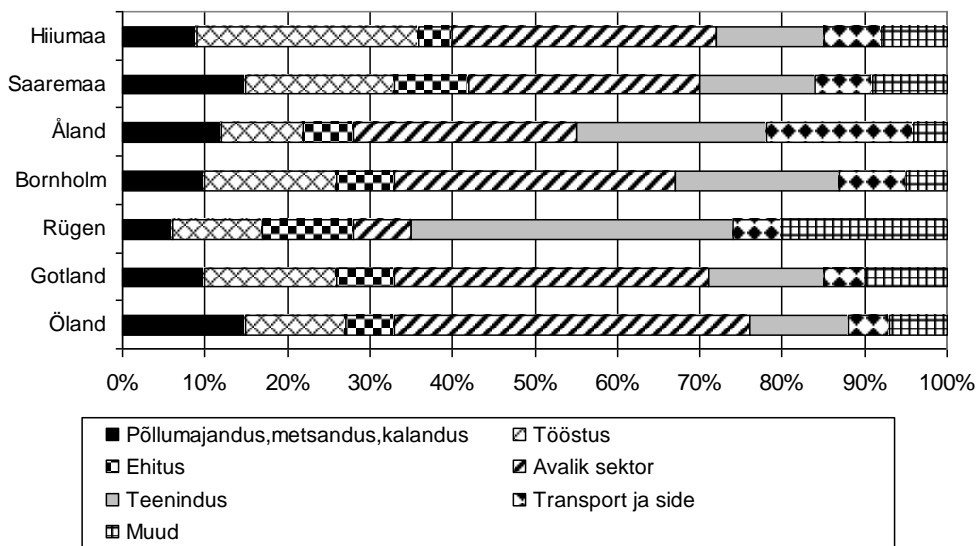 Hiiumaa
Saaremaa
Åland
Bornholm
Rügen
Gotland
Öland
0% 10% 20% 30% 40% 50% 60% 70% 80% 90% 100%
Põllumajandus,metsandus,kalandus Tööstus
Ehitus Avalik sektor
Teenindus Transport ja side
Muud